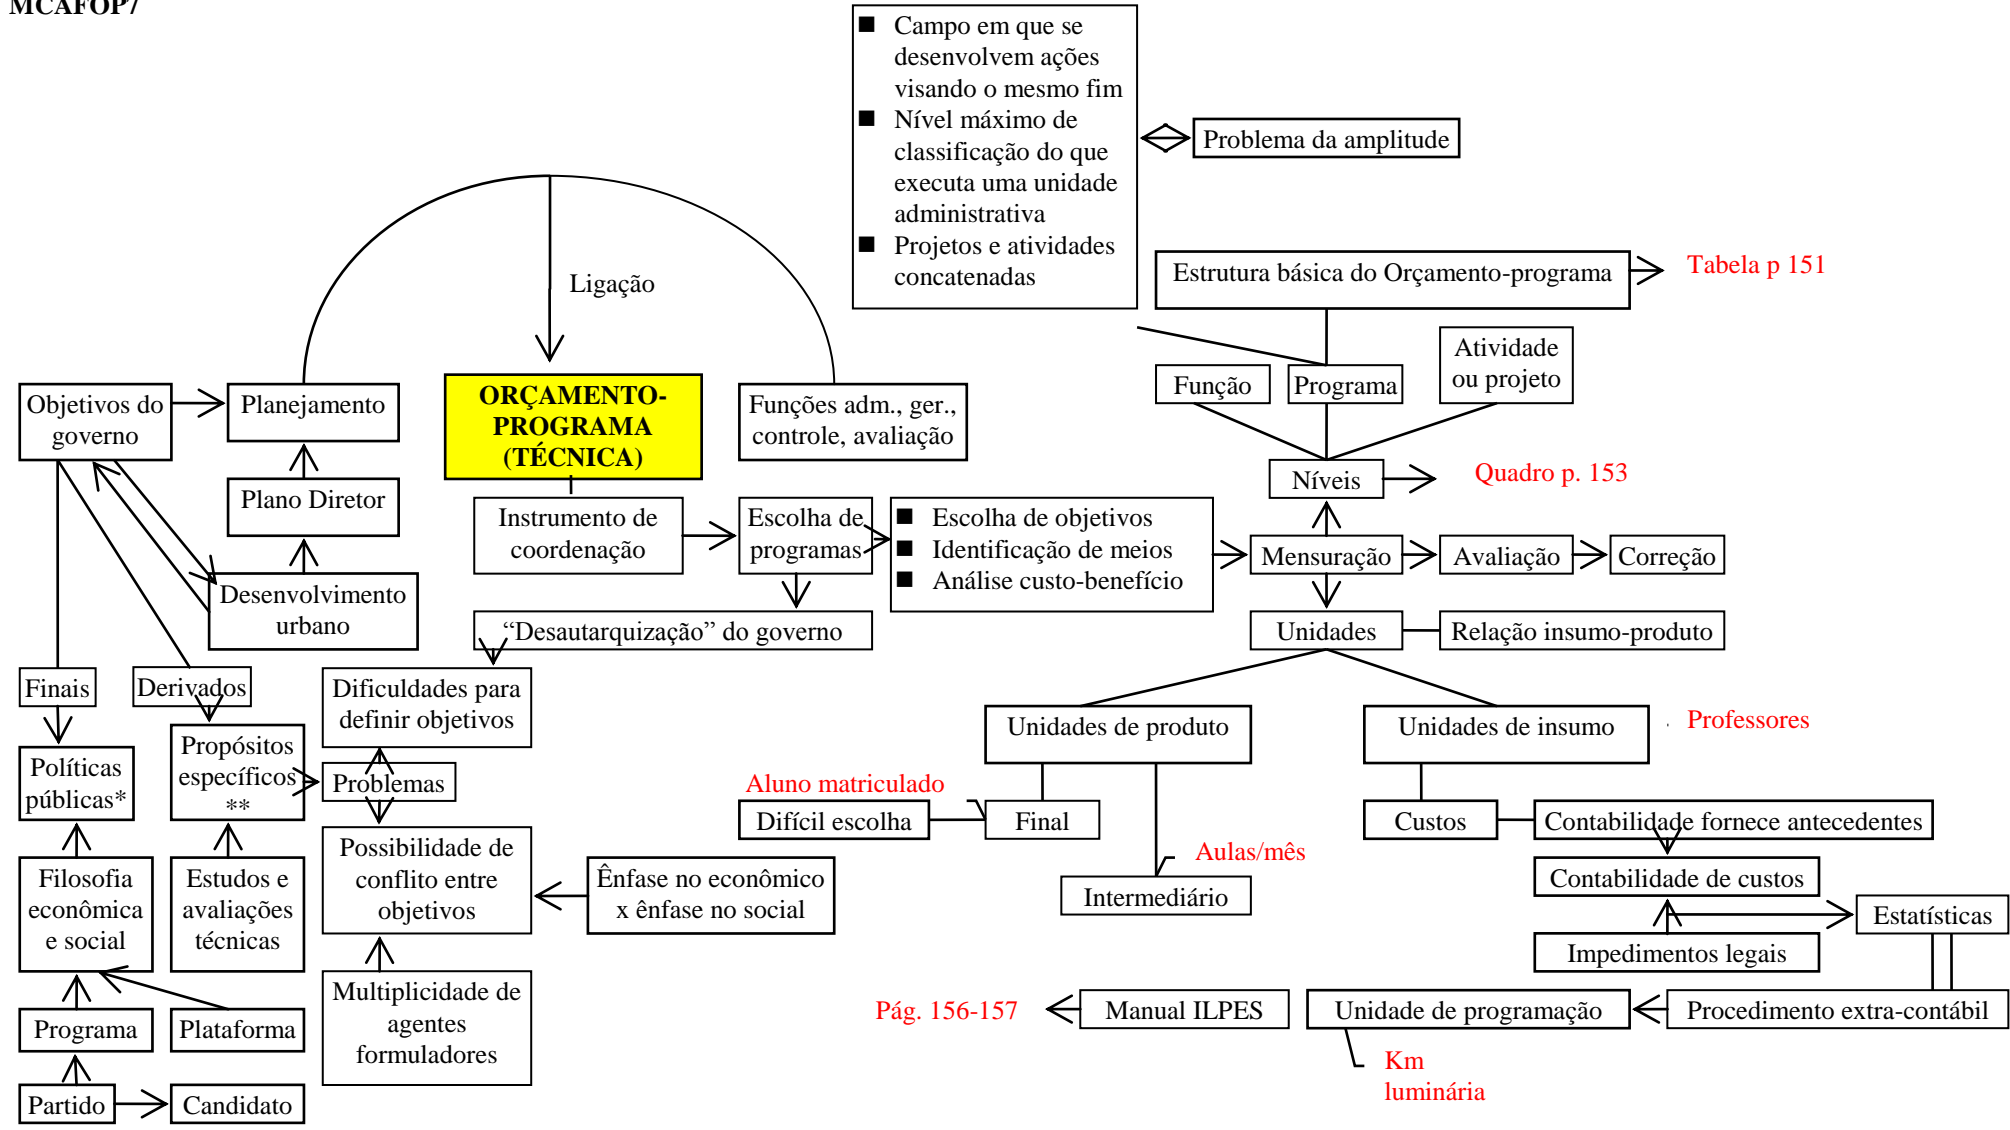 MCAFOP7
Campo em que se
desenvolvem ações
visando o mesmo fim
Nível máximo de
classificação do que
executa uma unidade
administrativa
Projetos e atividades
concatenadas
Problema da amplitude
Estrutura básica do Orçamento-programa
Tabela p 151
Ligação
Função
Programa
Atividade
ou projeto
Objetivos do
governo
Planejamento
ORÇAMENTO-
PROGRAMA
(TÉCNICA)
Funções adm., ger.,
controle, avaliação
Níveis
Quadro p. 153
Plano Diretor
Instrumento de
coordenação
Escolha de
programas
Escolha de objetivos
Identificação de meios
Análise custo-benefício
Mensuração
Avaliação
Correção
Desenvolvimento
urbano
“Desautarquização” do governo
Unidades
Relação insumo-produto
Finais
Derivados
Dificuldades para
definir objetivos
Unidades de produto
Unidades de insumo
Professores
Políticas
públicas*
Propósitos
específicos
**
Problemas
Aluno matriculado
Difícil escolha
Final
Custos
Contabilidade fornece antecedentes
Aulas/mês
Intermediário
Contabilidade de custos
Filosofia
econômica
e social
Estudos e
avaliações
técnicas
Possibilidade de
conflito entre
objetivos
Ênfase no econômico
x ênfase no social
Estatísticas
Impedimentos legais
Programa
Plataforma
Multiplicidade de
agentes
formuladores
Pág. 156-157
Manual ILPES
Unidade de programação
Procedimento extra-contábil
Km
luminária
Partido
Candidato